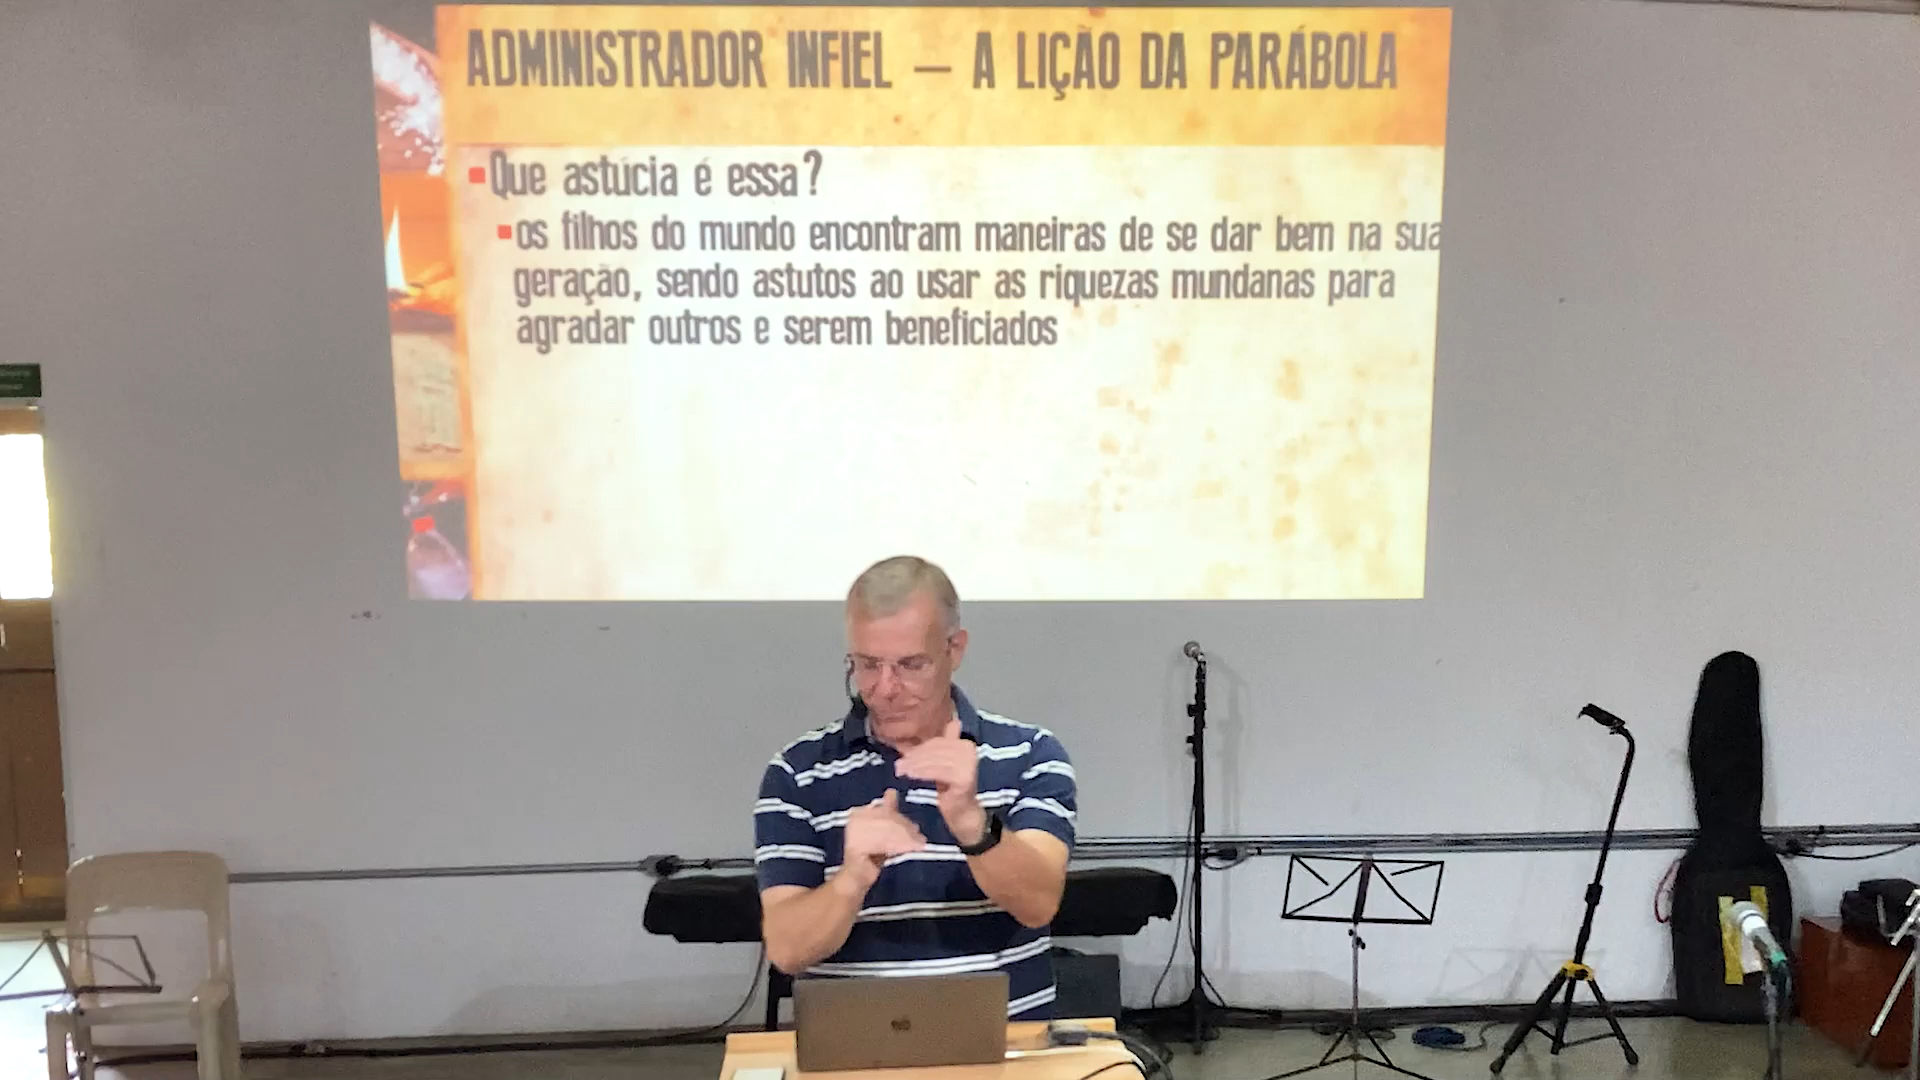 ADMINISTRADOR INFIEL – A LIÇÃO DA PARÁBOLA
Que astúcia é essa?
os filhos do mundo encontram maneiras de se dar bem na sua
geração, sendo astutos ao usar as riquezas mundanas para
agradar outros e serem beneficiados